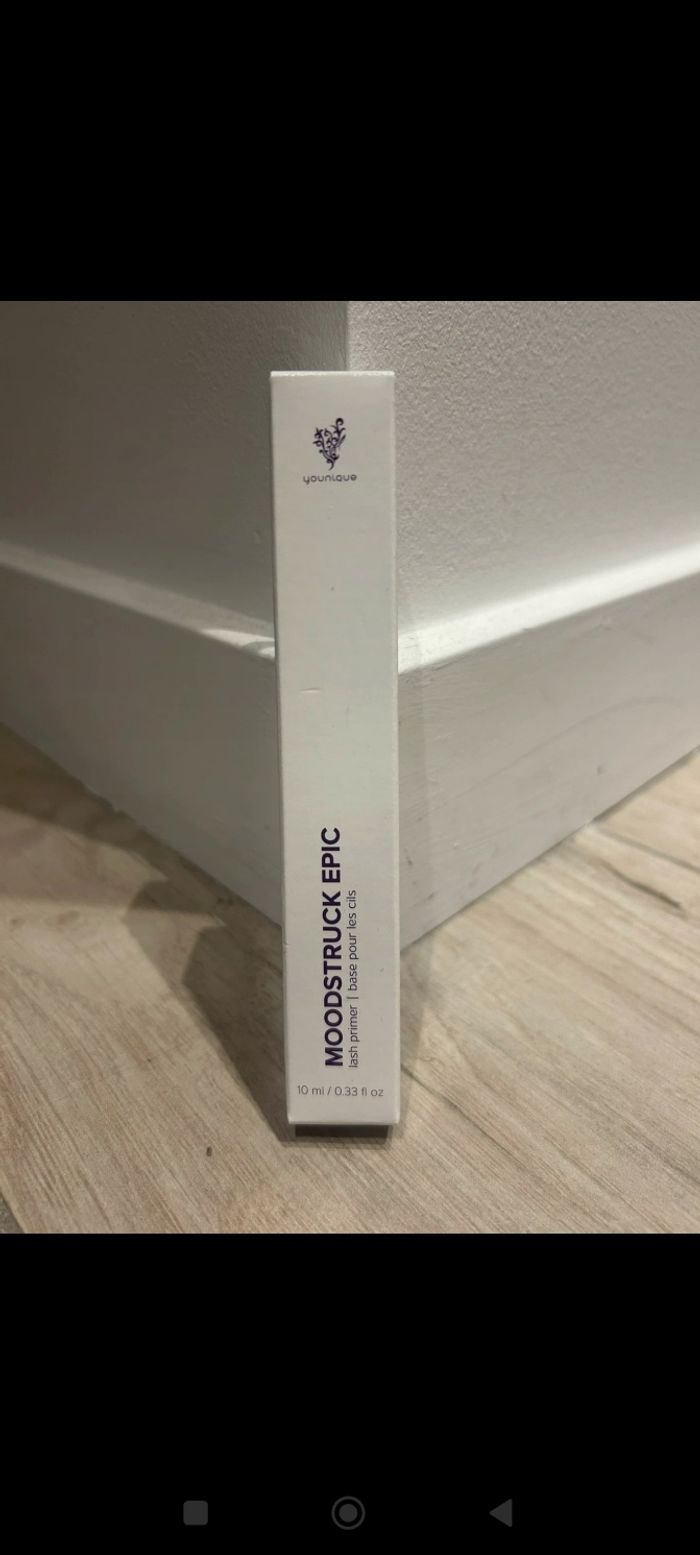 younique
MOODSTRUCK EPIC
lash primer | base pour les cils
10 ml / 0.33 fl oz